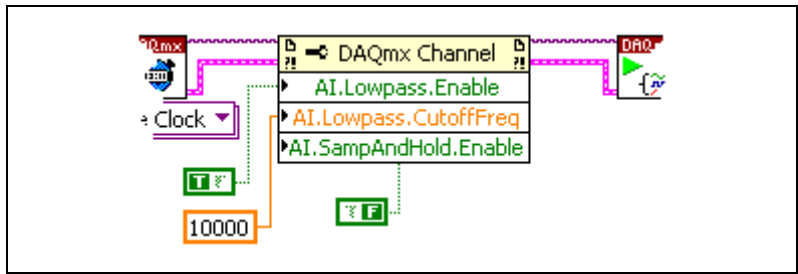 DAQmx Channel
AI.Lowpass.Enable
e Clock
AI.Lowpass.CutoffFreq
AI.SampAndHold.Enable
T
F
10000